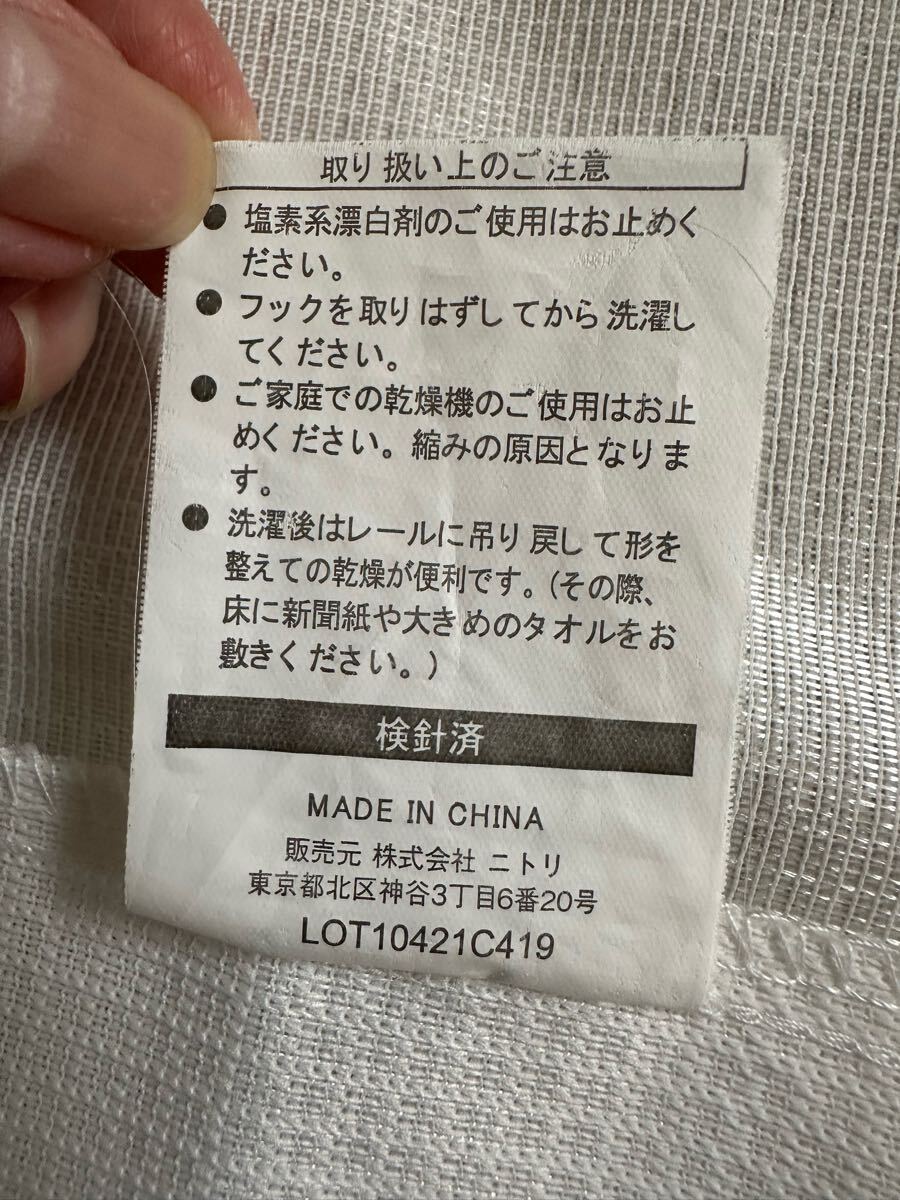 取り扱い上のご注意
● 塩素系漂白剤のご使用はお止めく
ださい。
● フックを取りはずしてから洗濯し
てください。
● ご家庭での乾燥機のご使用はお止
めください。縮みの原因となりま
す。
● 洗濯後はレールに吊り戻して形を
整えての乾燥が便利です。(その際、
床に新聞紙や大きめのタオルをお
敷きください。)
検針済
MADE IN CHINA
販売元 株式会社 ニトリ
東京都北区神谷3丁目6番20号
LOT10421C419